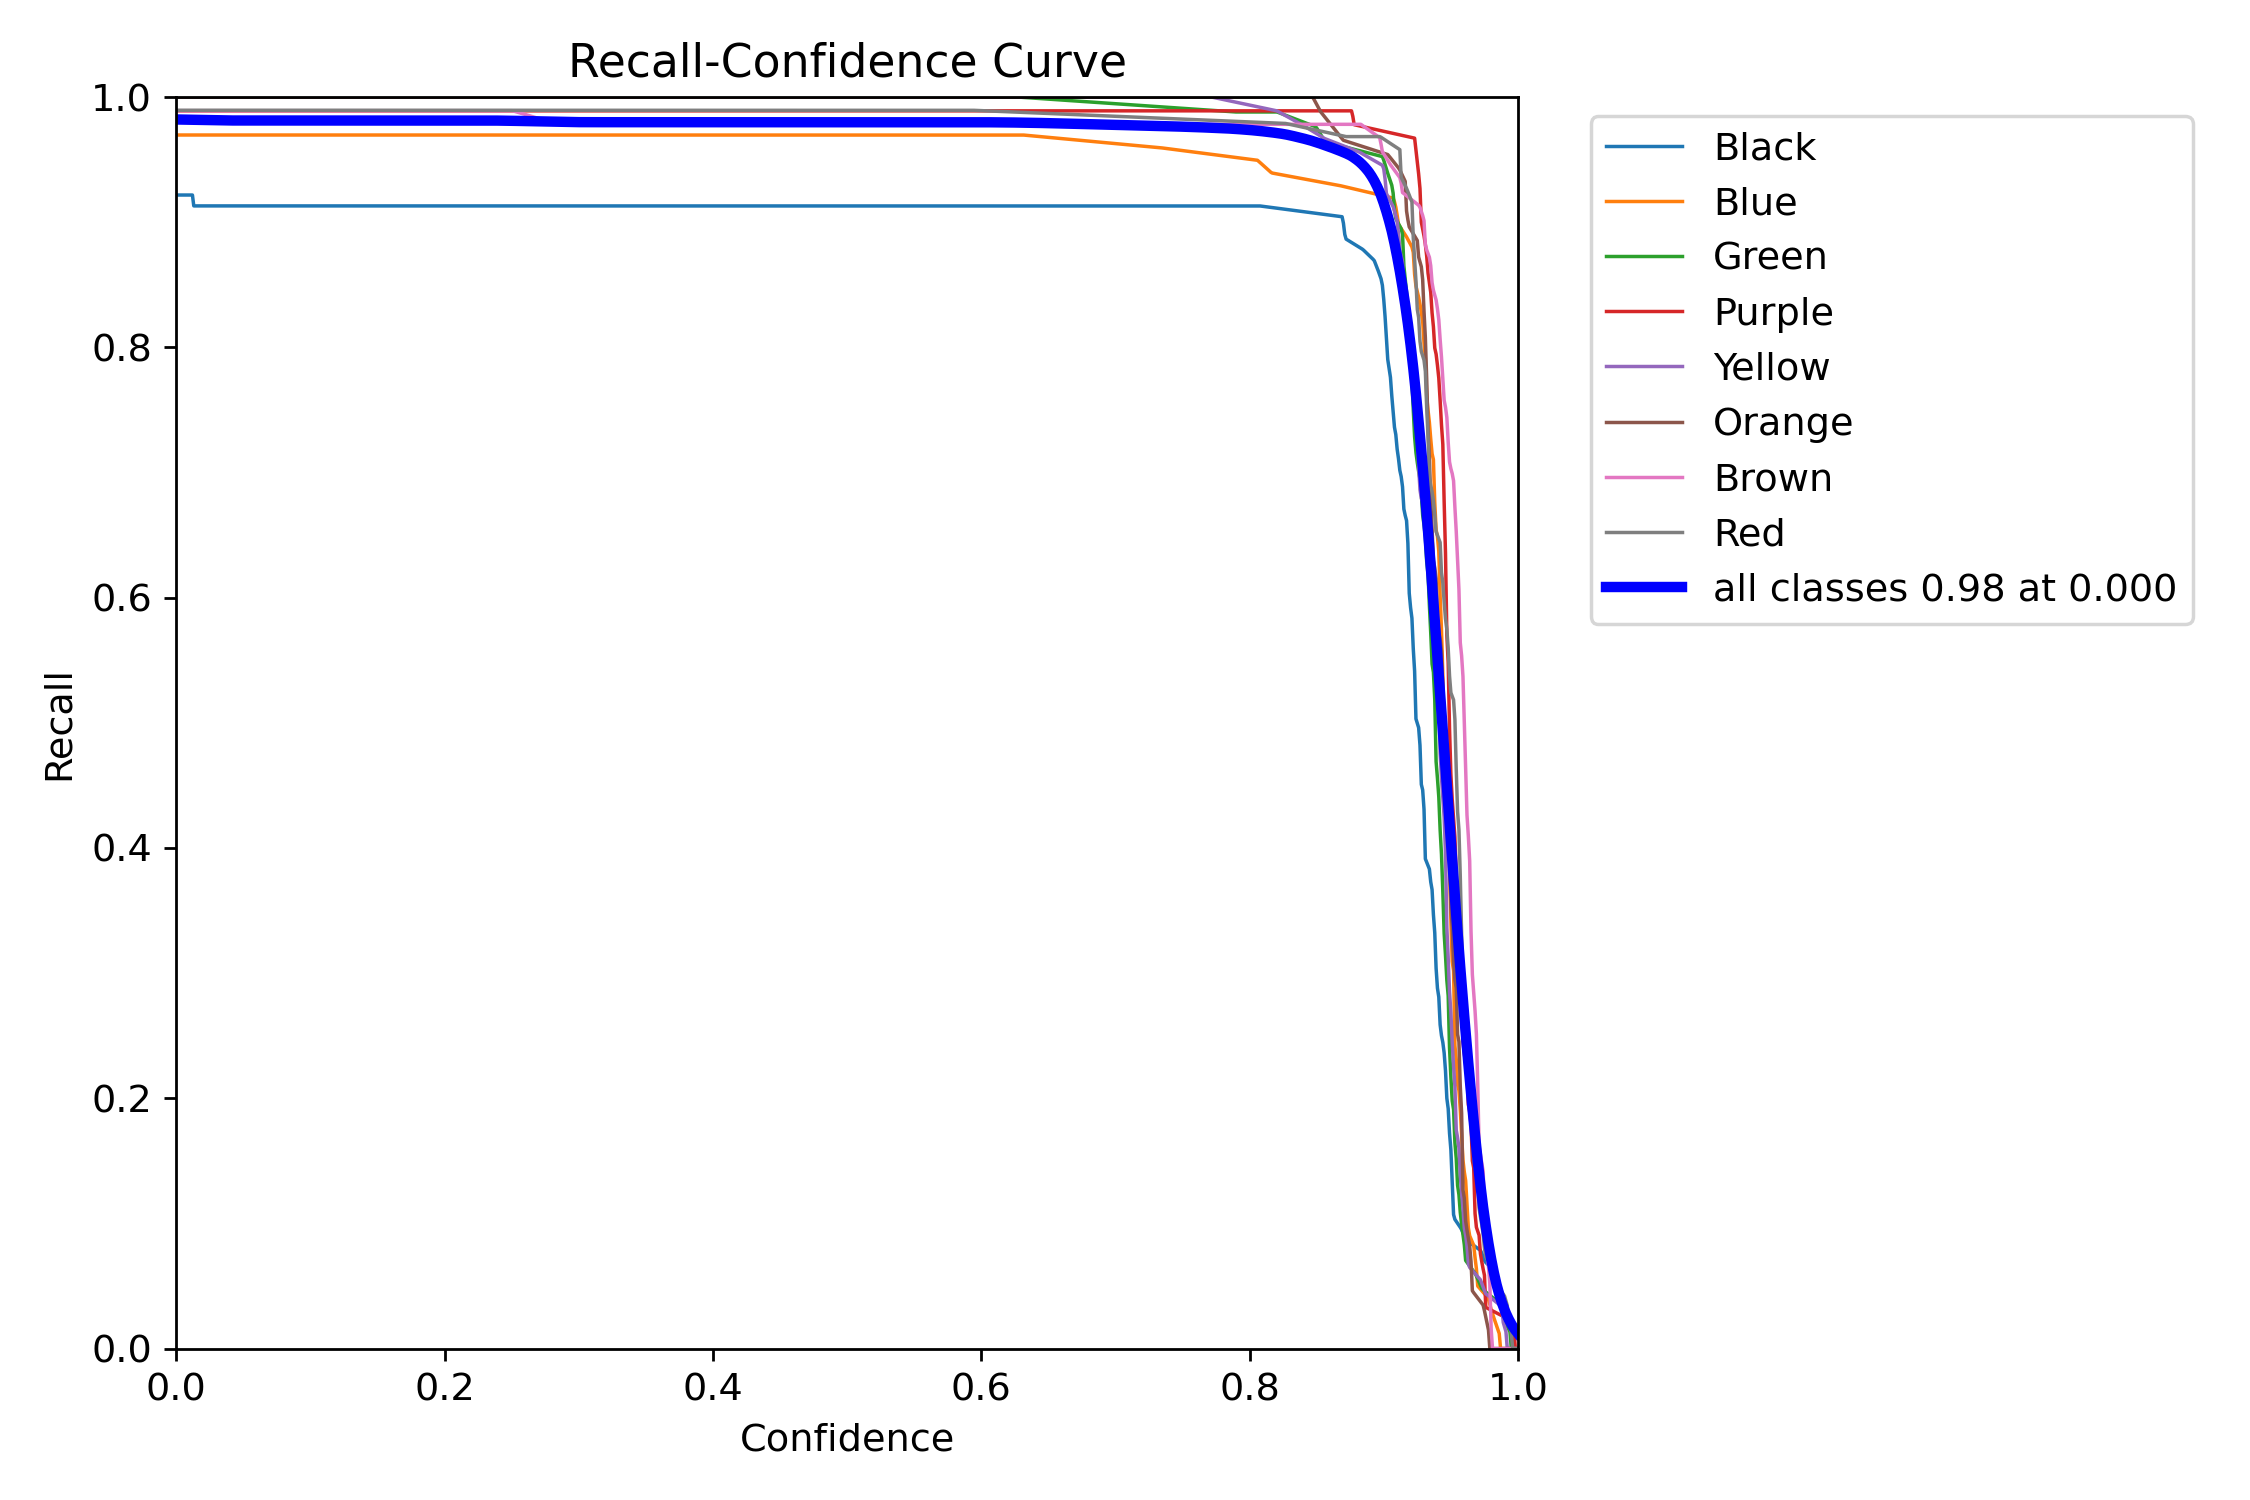 Recall-Confidence Curve
1.0
0.8
0.6
0.4
0.2
0.0
Recall
0.0 0.2 0.4 0.6 0.8 1.0
Confidence
Black
Blue
Green
Purple
Yellow
Orange
Brown
Red
all classes 0.98 at 0.000